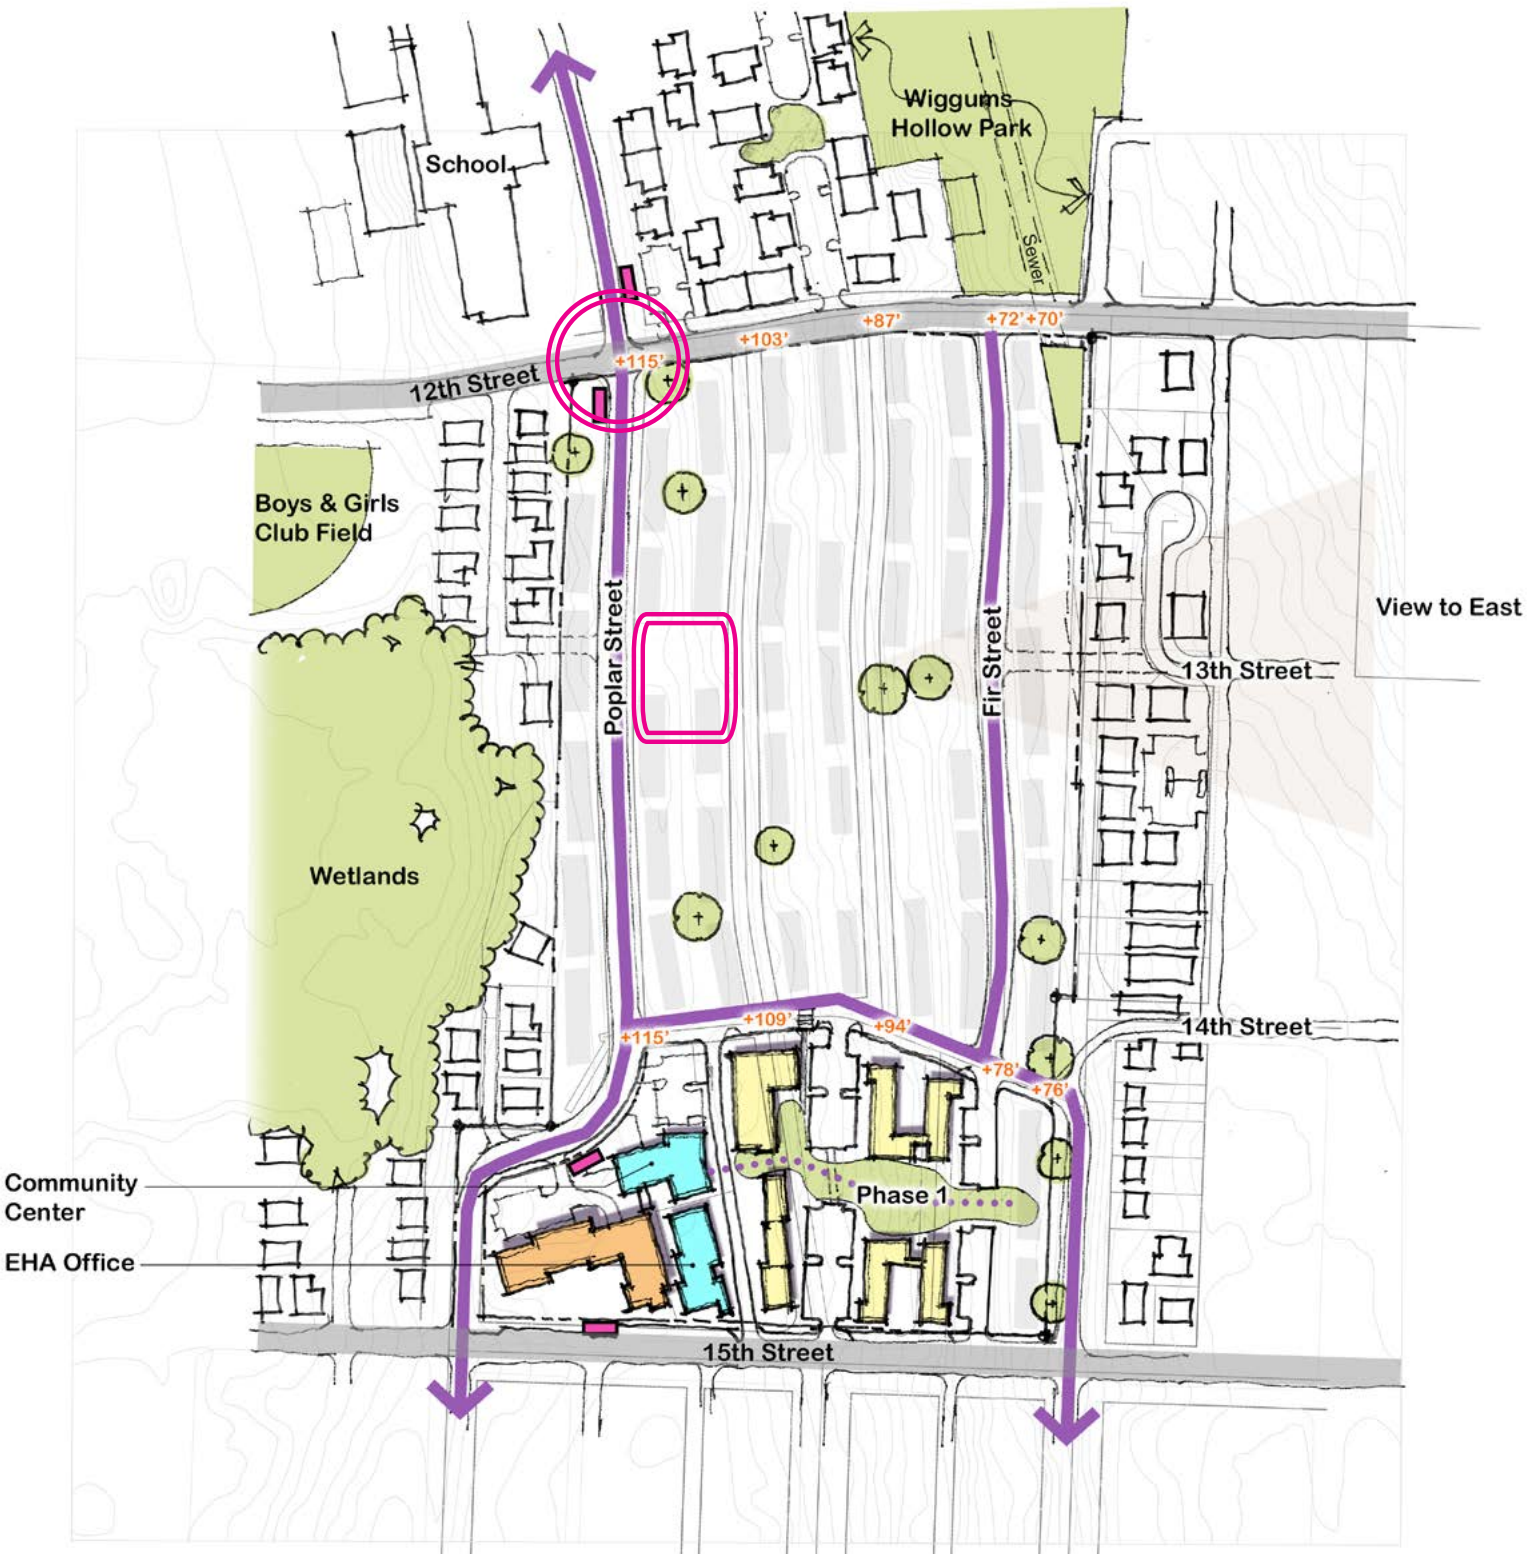 Wiggums
Hollow Park
School
Sewer
+72' +70'
+87'
+103'
+115'
12th Street
Boys & Girls
Club Field
View to East
Poplar Street
Fir Street
13th Street
Wetlands
+109'
+94'
14th Street
+115'
+78'
+76'
Community
Center
Phase 1
EHA Office
15th Street